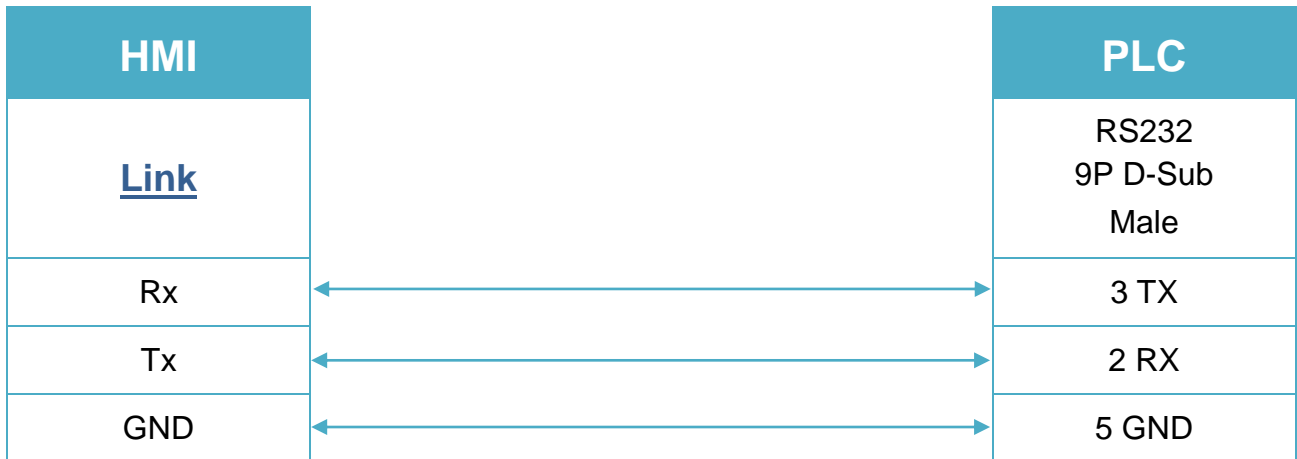 HMI
PLC
Link
RS232
9P D-Sub
Male
Rx
3 TX
Tx
2 RX
GND
5 GND